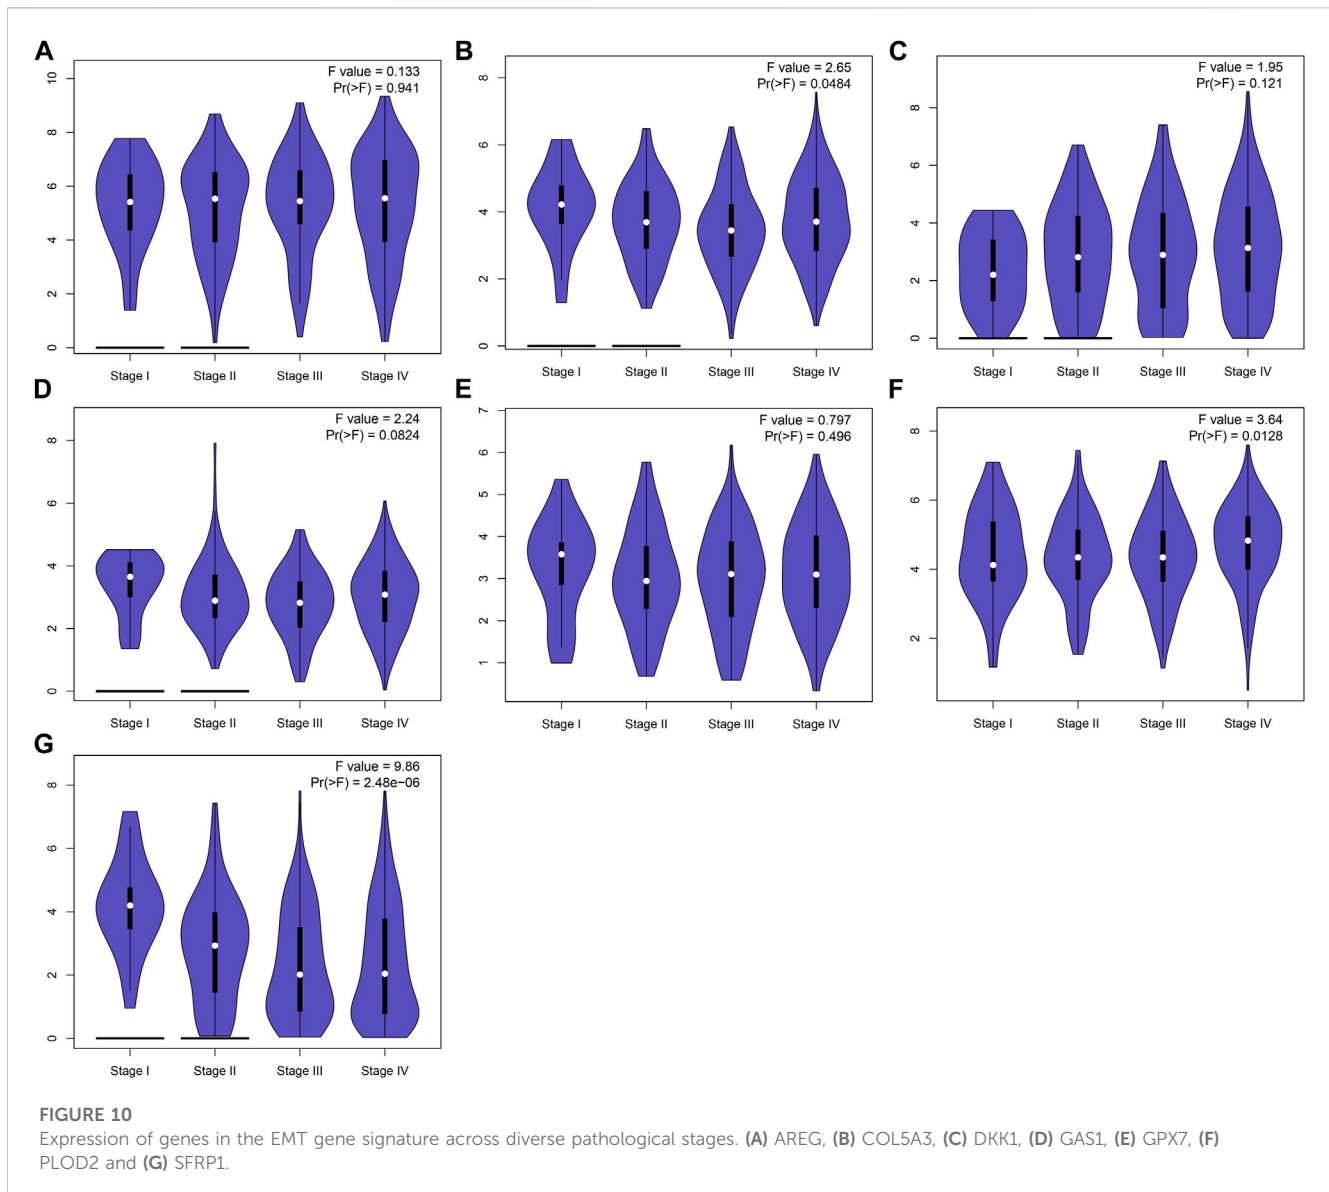 A
F value = 0.133
Pr(>F) = 0.941
10
8
6
4
2
0
Stage I
Stage II
Stage III
Stage IV
B
F value = 2.65
Pr(>F) = 0.0484
8
6
4
2
0
Stage I
Stage II
Stage III
Stage IV
C
F value = 1.95
Pr(>F) = 0.121
8
6
4
2
0
Stage I
Stage II
Stage III
Stage IV
D
F value = 2.24
Pr(>F) = 0.0824
8
6
4
2
0
Stage I
Stage II
Stage III
Stage IV
E
F value = 0.797
Pr(>F) = 0.496
7
6
5
4
3
2
1
Stage I
Stage II
Stage III
Stage IV
F
F value = 3.64
Pr(>F) = 0.0128
8
6
4
2
Stage I
Stage II
Stage III
Stage IV
G
F value = 9.86
Pr(>F) = 2.48e−06
8
6
4
2
0
Stage I
Stage II
Stage III
Stage IV
FIGURE 10
Expression of genes in the EMT gene signature across diverse pathological stages. (A) AREG, (B) COL5A3, (C) DKK1, (D) GAS1, (E) GPX7, (F)
PLOD2 and (G) SFRP1.